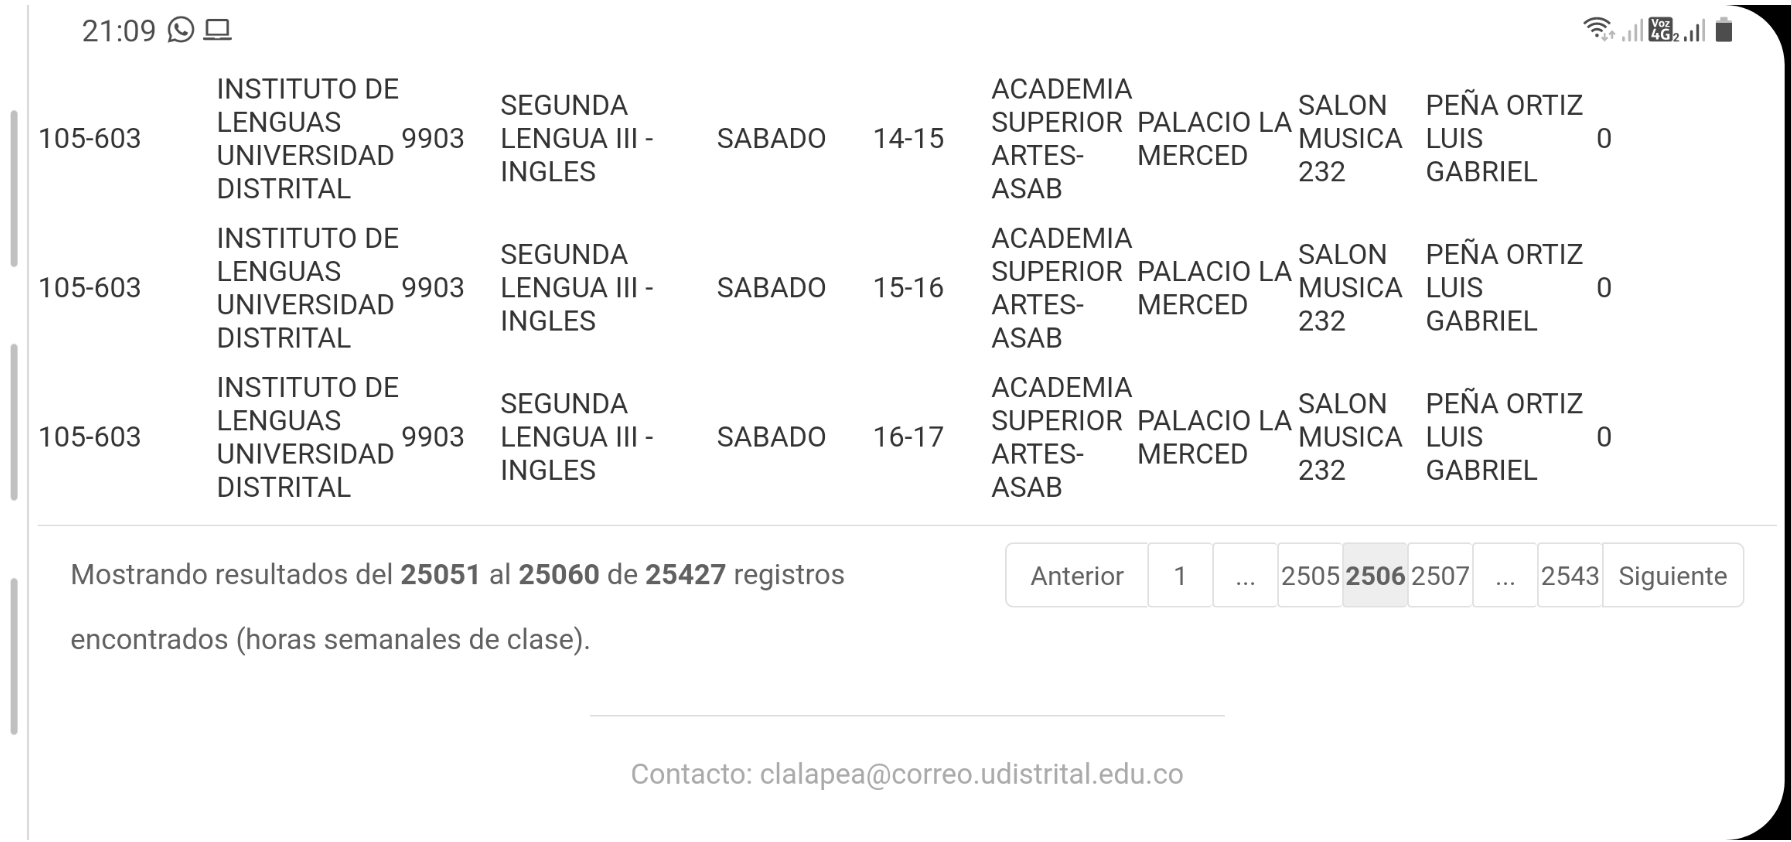 21:09
Voz
4G 2
105-603 INSTITUTO DE LENGUAS UNIVERSIDAD DISTRITAL 9903 SEGUNDA LENGUA III - INGLES SABADO 14-15 ACADEMIA SUPERIOR ARTES- ASAB PALACIO LA MERCED SALON MUSICA 232 PEÑA ORTIZ LUIS GABRIEL 0
105-603 INSTITUTO DE LENGUAS UNIVERSIDAD DISTRITAL 9903 SEGUNDA LENGUA III - INGLES SABADO 15-16 ACADEMIA SUPERIOR ARTES- ASAB PALACIO LA MERCED SALON MUSICA 232 PEÑA ORTIZ LUIS GABRIEL 0
105-603 INSTITUTO DE LENGUAS UNIVERSIDAD DISTRITAL 9903 SEGUNDA LENGUA III - INGLES SABADO 16-17 ACADEMIA SUPERIOR ARTES- ASAB PALACIO LA MERCED SALON MUSICA 232 PEÑA ORTIZ LUIS GABRIEL 0
Mostrando resultados del 25051 al 25060 de 25427 registros
encontrados (horas semanales de clase).
Anterior 1 ... 2505 2506 2507 ... 2543 Siguiente
Contacto: clalapea@correo.udistrital.edu.co